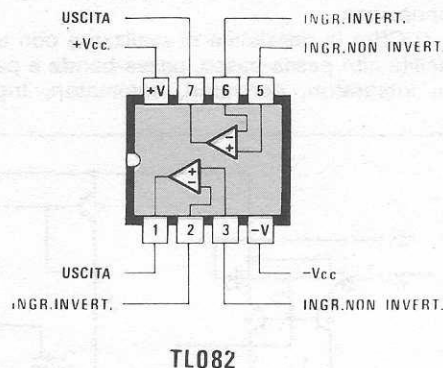 USCITA
+Vcc.
INGR.INVERT.
INGR.NON INVERT.
+V 7 6 5
- +
+ -
1 2 3 -V
USCITA
INGR.INVERT.
-Vcc
INGR.NON INVERT.
TL082